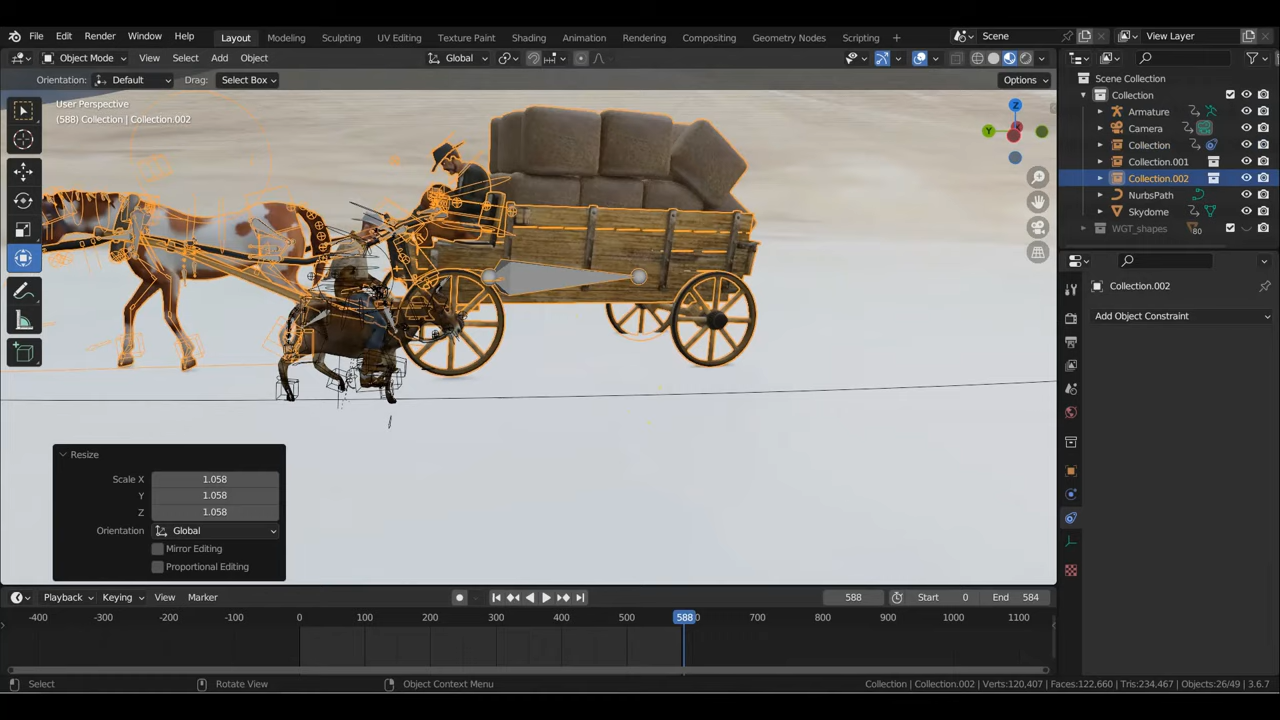 File Edit Render Window Help Layout Modeling Sculpting UV Editing Texture Paint Shading Animation Rendering Compositing Geometry Nodes Scripting + Scene View Layer
Object Mode View Select Add Object Global
Orientation: Default Drag: Select Box Options
User Perspective
(588) Collection | Collection.002
Z
Y
Scene Collection
Collection
Armature
Camera
Collection
Collection.001
Collection.002
NurbsPath
Skydome
WGT_shapes
80
Collection.002
Add Object Constraint
Resize
Scale X 1.058
Y 1.058
Z 1.058
Orientation Global
Mirror Editing
Proportional Editing
Playback Keying View Marker 588 Start 0 End 584
-400 -300 -200 -100 0 100 200 300 400 500 588 700 800 900 1000 1100
Select Rotate View Object Context Menu Collection | Collection.002 | Verts:120,407 | Faces:122,660 | Tris:234,467 | Objects:26/49 | 3.6.7